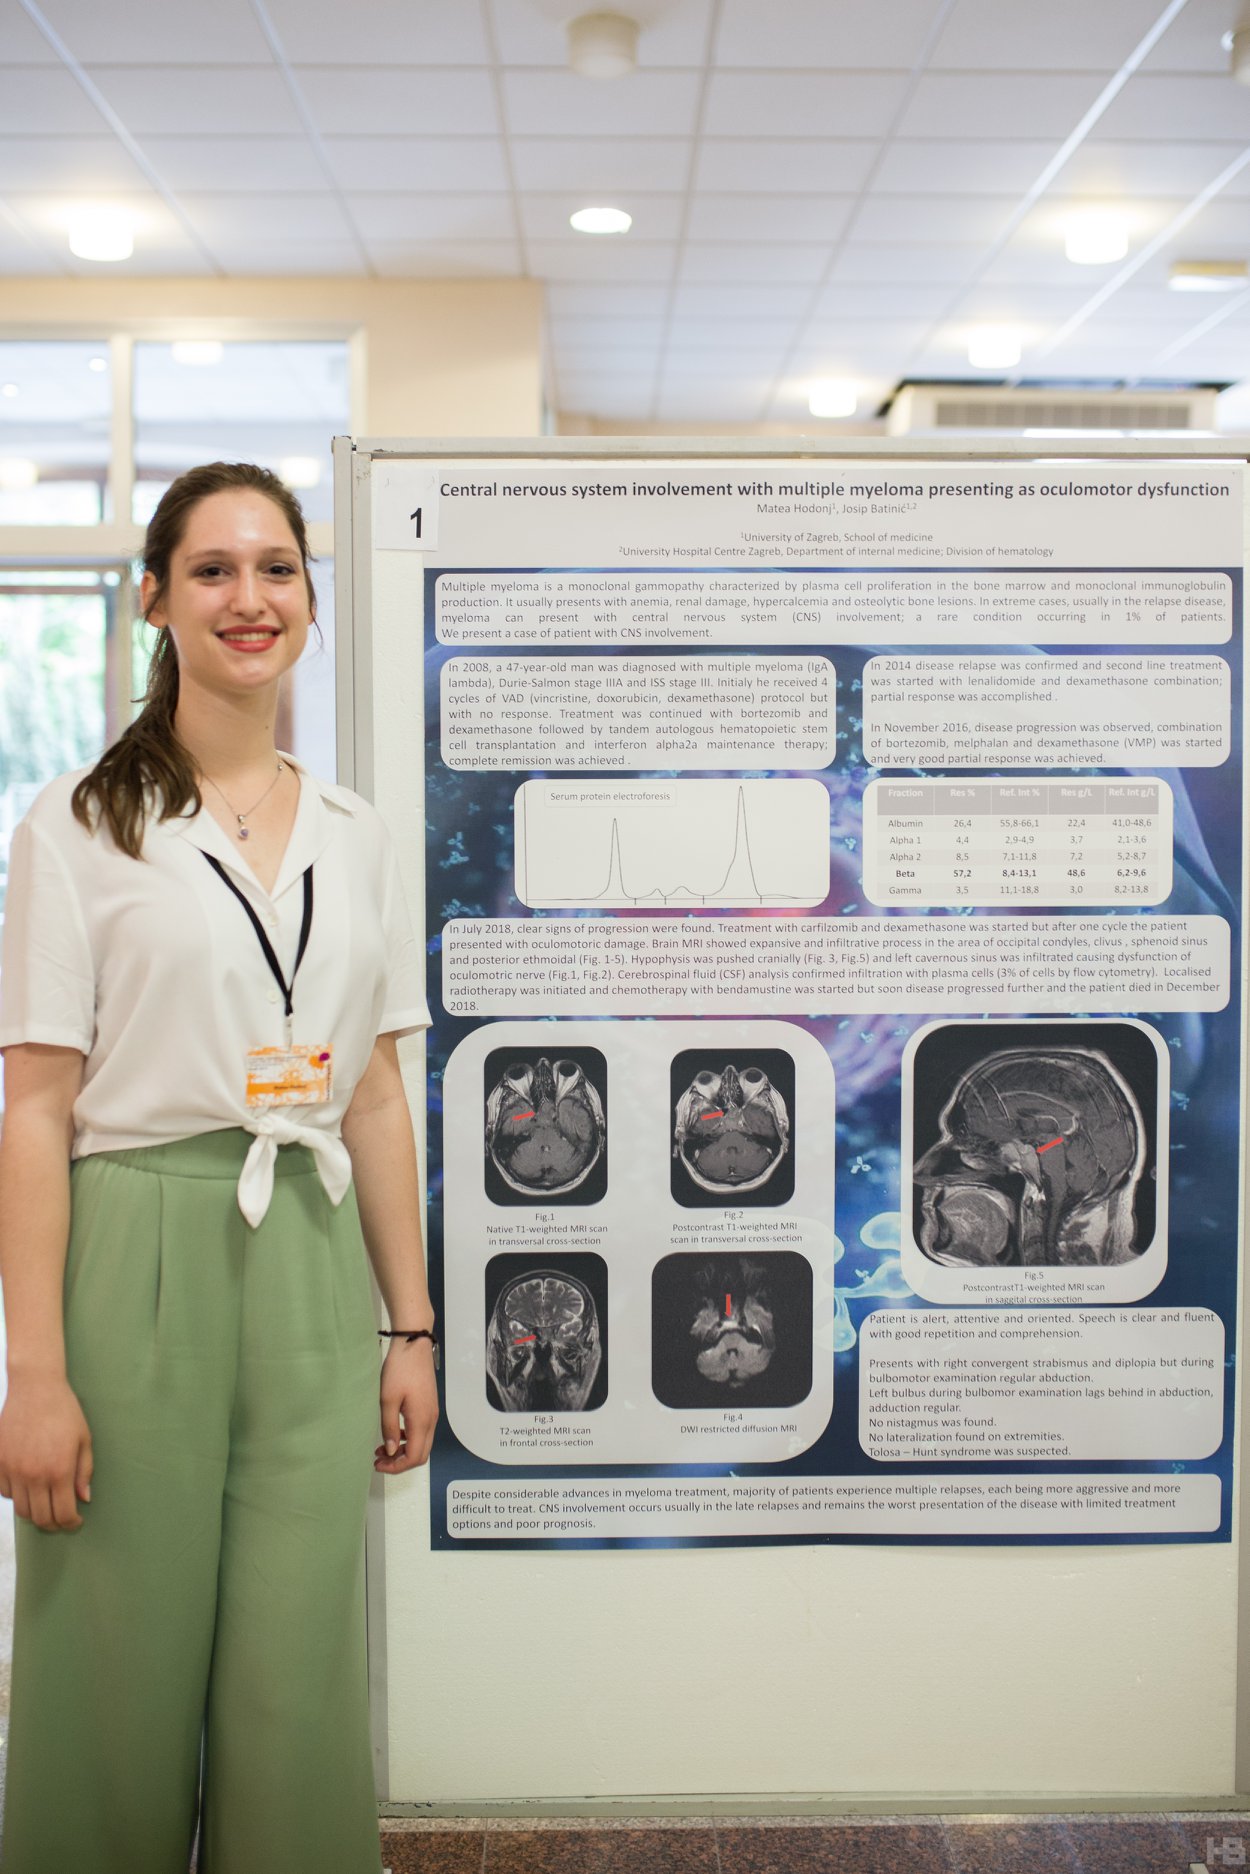 1
Central nervous system involvement with multiple myeloma presenting as oculomotor dysfunction
Matea Hodonj¹, Josip Batinić¹,²
¹University of Zagreb, School of medicine
²University Hospital Centre Zagreb, Department of internal medicine; Division of hematology
Multiple myeloma is a monoclonal gammopathy characterized by plasma cell proliferation in the bone marrow and monoclonal immunoglobulin
production. It usually presents with anemia, renal damage, hypercalcemia and osteolytic bone lesions. In extreme cases, usually in the relapse disease,
myeloma can present with central nervous system (CNS) involvement; a rare condition occurring in 1% of patients.
We present a case of patient with CNS involvement.
In 2008, a 47-year-old man was diagnosed with multiple myeloma (IgA
lambda), Durie-Salmon stage IIIA and ISS stage III. Initialy he received 4
cycles of VAD (vincristine, doxorubicin, dexamethasone) protocol but
with no response. Treatment was continued with bortezomib and
dexamethasone followed by tandem autologous hematopoietic stem
cell transplantation and interferon alpha2a maintenance therapy;
complete remission was achieved .
In 2014 disease relapse was confirmed and second line treatment
was started with lenalidomide and dexamethasone combination;
partial response was accomplished .
In November 2016, disease progression was observed, combination
of bortezomib, melphalan and dexamethasone (VMP) was started
and very good partial response was achieved.
Serum protein electroforesis
Fraction Res % Ref. Int % Res g/L Ref. Int g/L
Albumin 26,4 55,8-66,1 22,4 41,0-48,6
Alpha 1 4,4 2,9-4,9 3,7 2,1-3,6
Alpha 2 8,5 7,1-11,8 7,2 5,2-8,7
Beta 57,2 8,4-13,1 48,6 6,2-9,6
Gamma 3,5 11,1-18,8 3,0 8,2-13,8
In July 2018, clear signs of progression were found. Treatment with carfilzomib and dexamethasone was started but after one cycle the patient
presented with oculomotoric damage. Brain MRI showed expansive and infiltrative process in the area of occipital condyles, clivus , sphenoid sinus
and posterior ethmoidal (Fig. 1-5). Hypophysis was pushed cranially (Fig. 3, Fig.5) and left cavernous sinus was infiltrated causing dysfunction of
oculomotric nerve (Fig.1, Fig.2). Cerebrospinal fluid (CSF) analysis confirmed infiltration with plasma cells (3% of cells by flow cytometry). Localised
radiotherapy was initiated and chemotherapy with bendamustine was started but soon disease progressed further and the patient died in December
2018.
Fig.1
Native T1-weighted MRI scan
in transversal cross-section
Fig.2
Postcontrast T1-weighted MRI
scan in transversal cross-section
Fig.3
T2-weighted MRI scan
in frontal cross-section
Fig.4
DWI restricted diffusion MRI
Fig.5
PostcontrastT1-weighted MRI scan
in saggital cross-section
Patient is alert, attentive and oriented. Speech is clear and fluent
with good repetition and comprehension.
Presents with right convergent strabismus and diplopia but during
bulbomotor examination regular abduction.
Left bulbus during bulbomor examination lags behind in abduction,
adduction regular.
No nistagmus was found.
No lateralization found on extremities.
Tolosa – Hunt syndrome was suspected.
Despite considerable advances in myeloma treatment, majority of patients experience multiple relapses, each being more aggressive and more
difficult to treat. CNS involvement occurs usually in the late relapses and remains the worst presentation of the disease with limited treatment
options and poor prognosis.
HB